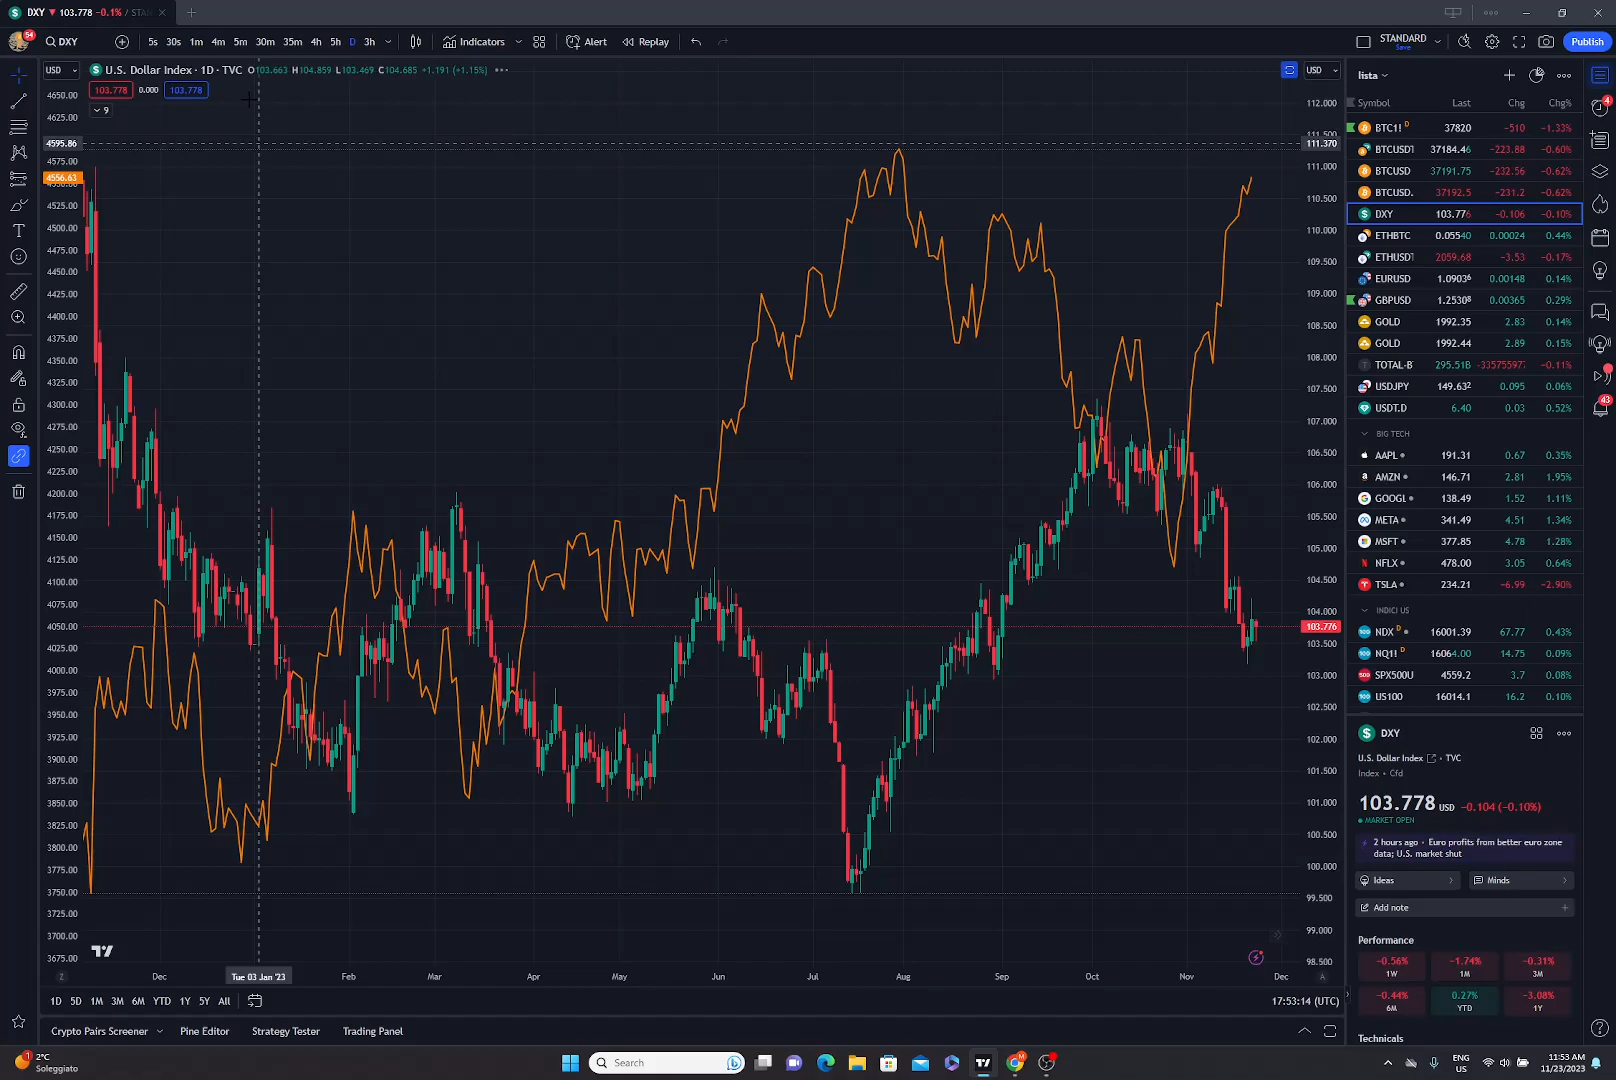 DXY ▼ 103.778 -0.1% / STAN
54
DXY
5s 30s 1m 4m 5m 30m 35m 4h 5h D 3h
Indicators
Alert
Replay
STANDARD
Save
Publish
USD
U.S. Dollar Index · 1D · TVC O103.663 H104.859 L103.469 C104.685 +1.191 (+1.15%)
103.778 0.000 103.778
9
4650.00
4625.00
4595.86
4575.00
4556.63
4525.00
4500.00
4475.00
4450.00
4425.00
4400.00
4375.00
4350.00
4325.00
4300.00
4275.00
4250.00
4225.00
4200.00
4175.00
4150.00
4125.00
4100.00
4075.00
4050.00
4025.00
4000.00
3975.00
3950.00
3925.00
3900.00
3875.00
3850.00
3825.00
3800.00
3775.00
3750.00
3725.00
3700.00
3675.00
USD
112.000
111.500
111.370
111.000
110.500
110.000
109.500
109.000
108.500
108.000
107.500
107.000
106.500
106.000
105.500
105.000
104.500
104.000
103.776
103.500
103.000
102.500
102.000
101.500
101.000
100.500
100.000
99.500
99.000
98.500
Z
Dec Tue 03 Jan '23 Feb Mar Apr May Jun Jul Aug Sep Oct Nov Dec
A
1D 5D 1M 3M 6M YTD 1Y 5Y All
17:53:14 (UTC)
Crypto Pairs Screener Pine Editor Strategy Tester Trading Panel
lista
Symbol Last Chg Chg%
BTC1! D 37820 -510 -1.33%
BTCUSDT 37184.46 -223.88 -0.60%
BTCUSD 37191.75 -232.56 -0.62%
BTCUSD. 37192.5 -231.2 -0.62%
DXY 103.776 -0.106 -0.10%
ETHBTC 0.05540 0.00024 0.44%
ETHUSDT 2059.68 -3.53 -0.17%
EURUSD 1.09036 0.00148 0.14%
GBPUSD 1.25308 0.00365 0.29%
GOLD 1992.35 2.83 0.14%
GOLD 1992.44 2.89 0.15%
TOTAL-B 295.51B -33575597 -0.11%
USDJPY 149.632 0.095 0.06%
USDT.D 6.40 0.03 0.52%
BIG TECH
AAPL 191.31 0.67 0.35%
AMZN 146.71 2.81 1.95%
GOOGL 138.49 1.52 1.11%
META 341.49 4.51 1.34%
MSFT 377.85 4.78 1.28%
NFLX 478.00 3.05 0.64%
TSLA 234.21 -6.99 -2.90%
INDICI US
NDX D 16001.39 67.77 0.43%
NQ1! D 16064.00 14.75 0.09%
SPX500U 4559.2 3.7 0.08%
US100 16014.1 16.2 0.10%
DXY
U.S. Dollar Index · TVC
Index · Cfd
103.778 USD -0.104 (-0.10%)
MARKET OPEN
2 hours ago · Euro profits from better euro zone
data; U.S. market shut
Ideas
Minds
Add note
Performance
-0.56% -1.74% -0.31%
1W 1M 3M
-0.44% 0.27% -3.08%
6M YTD 1Y
Technicals
4
43
1
2°C
Soleggiato
Search
ENG
US
11:53 AM
11/23/2023